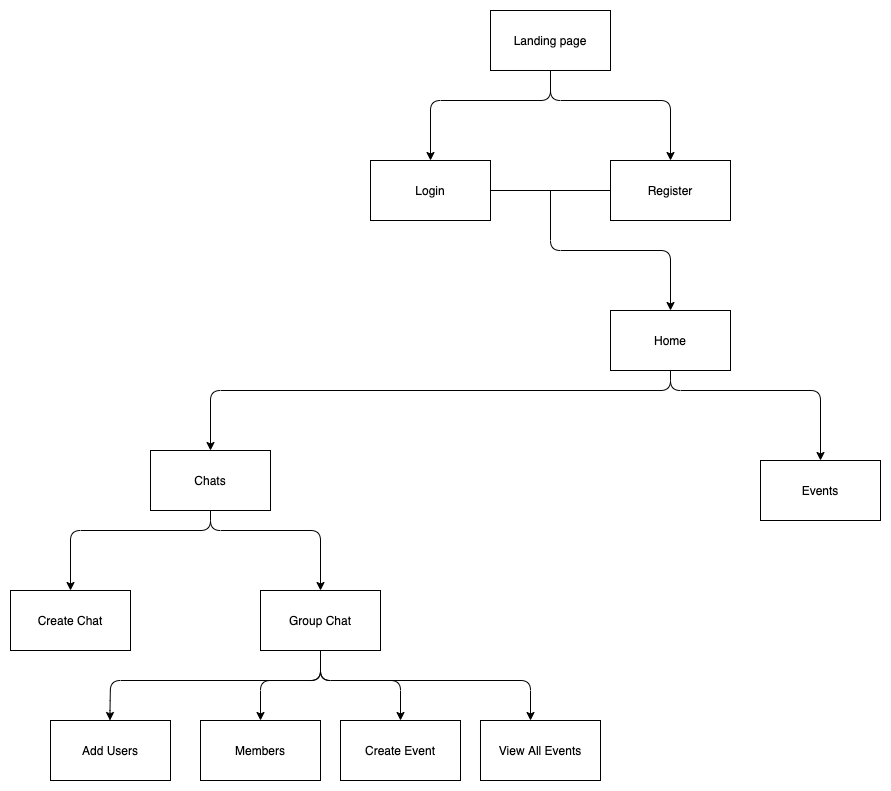 Landing page
Login
Register
Home
Chats
Events
Create Chat
Group Chat
Add Users
Members
Create Event
View All Events